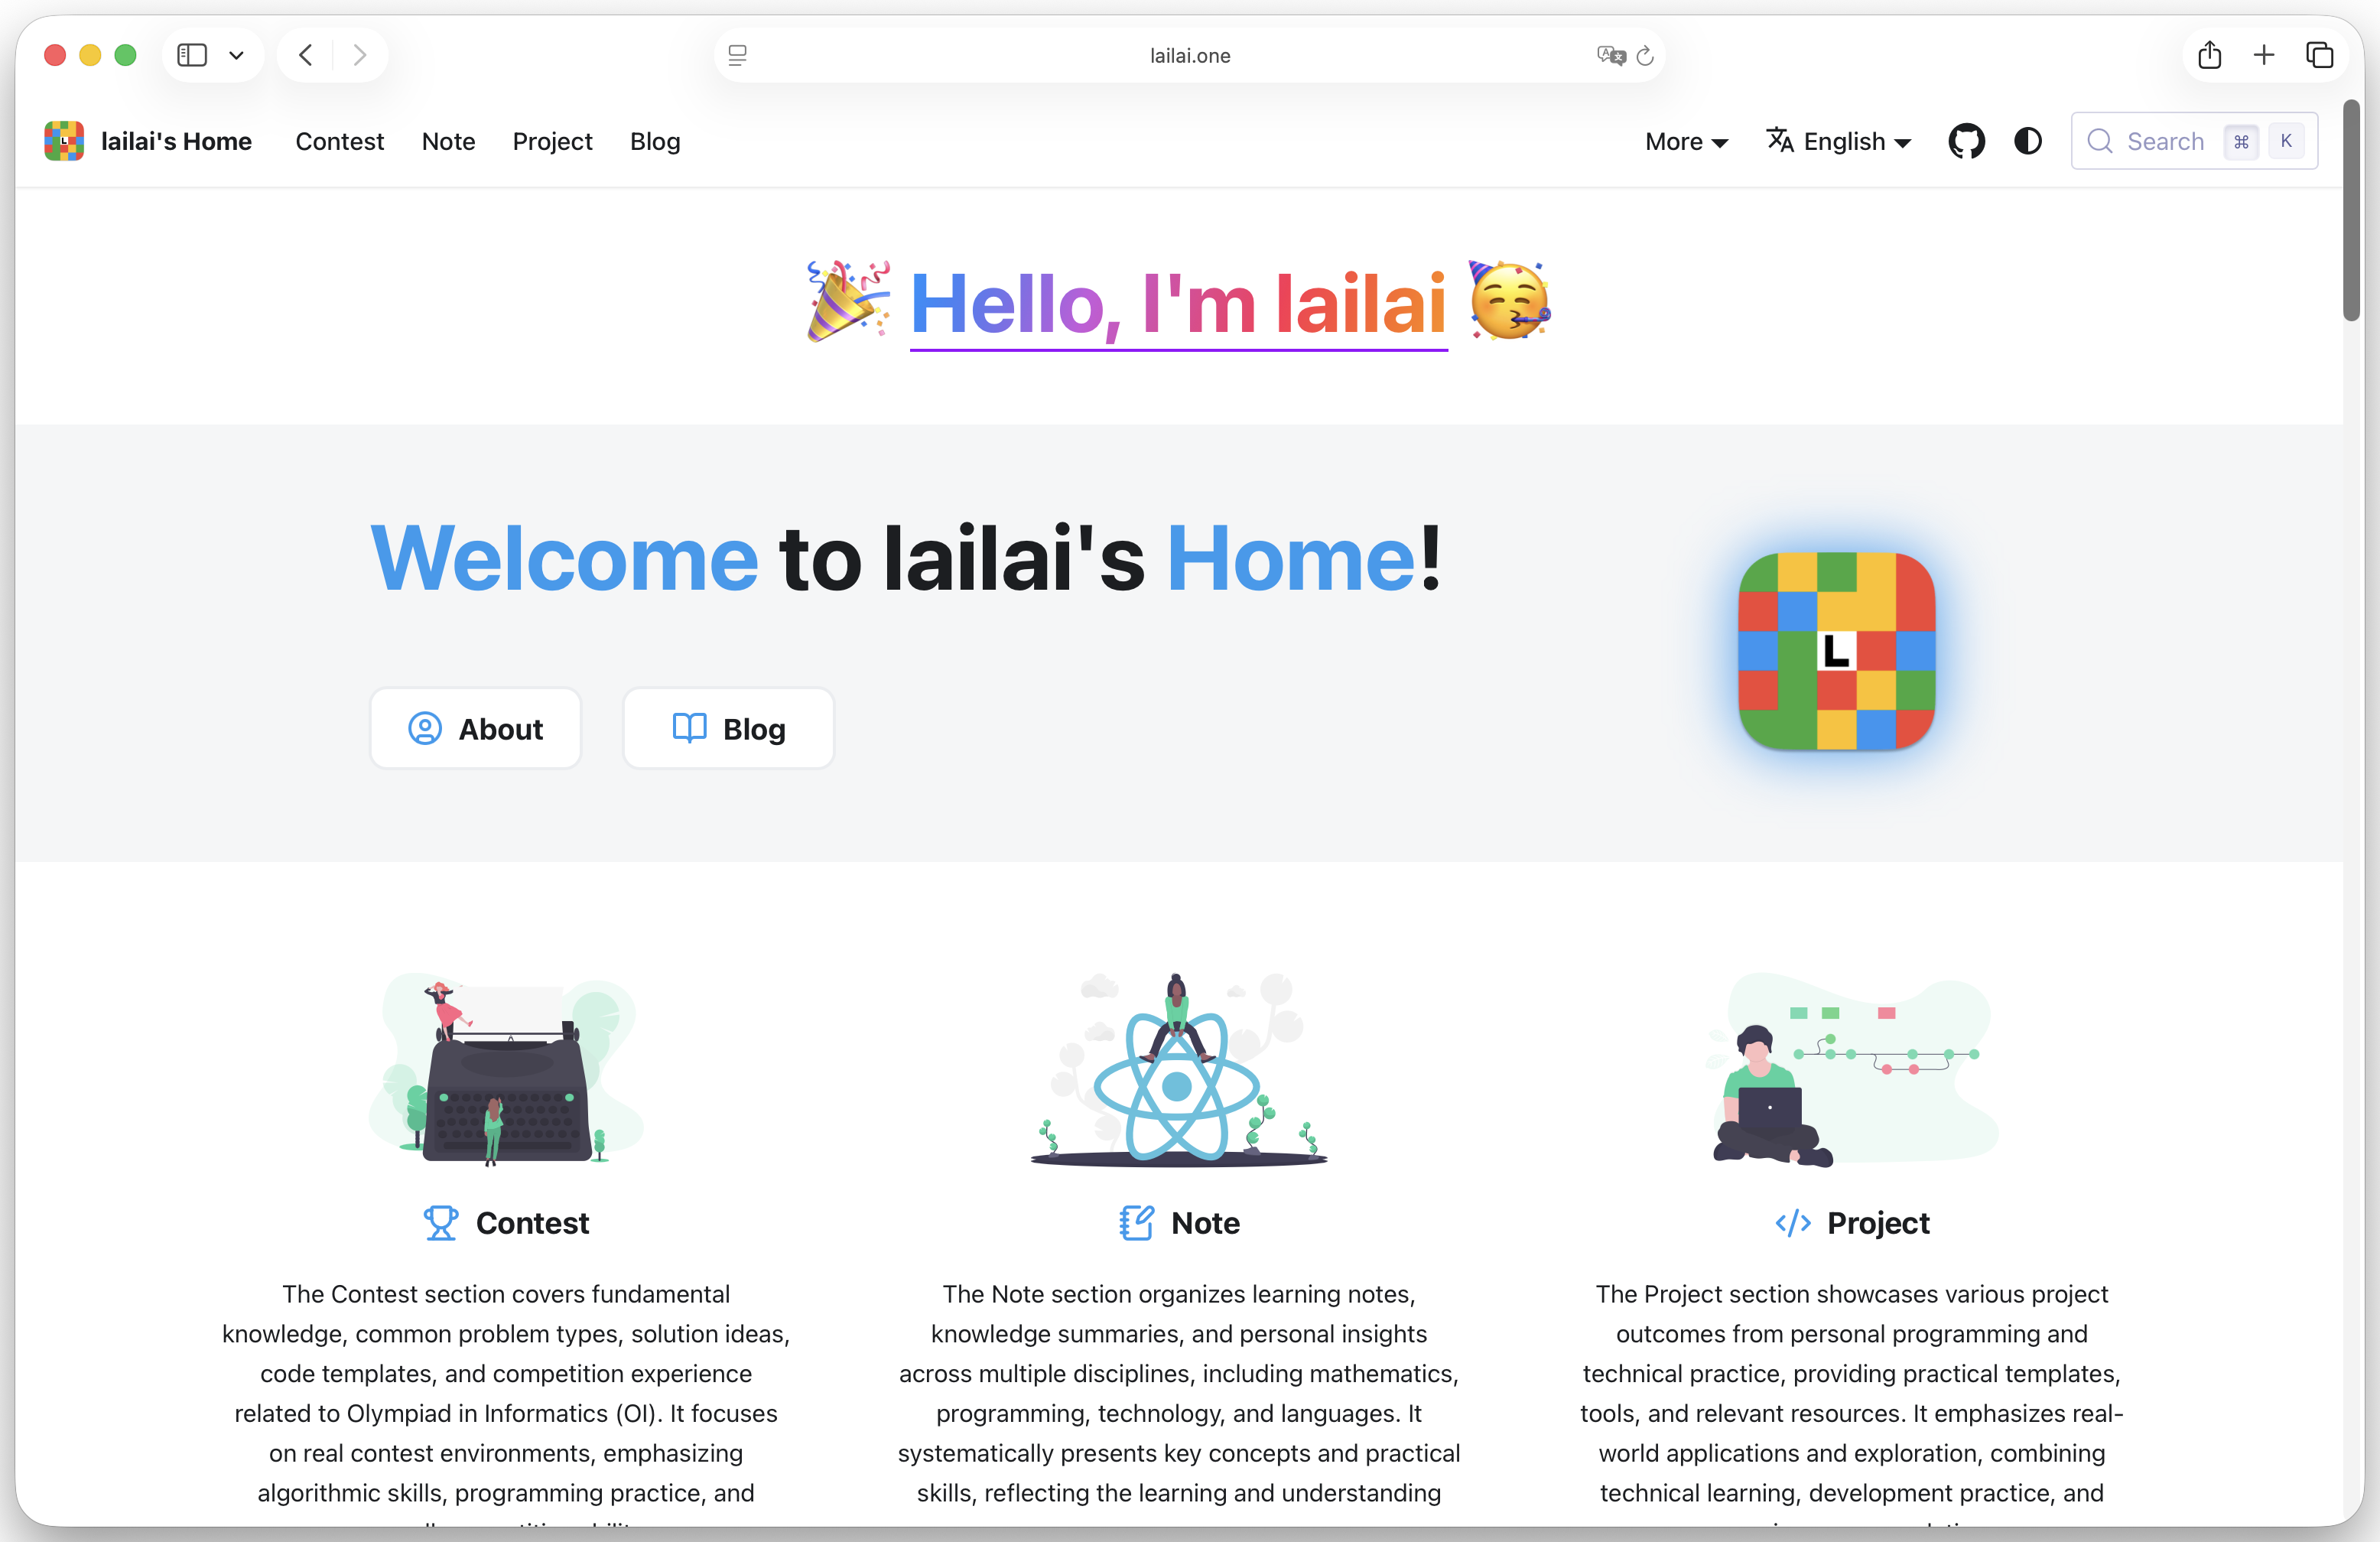 lailai.one
lailai's Home Contest Note Project Blog More English Search ⌘ K
🎉 Hello, I'm lailai 🥳
Welcome to lailai's Home!
L
About Blog
Contest
The Contest section covers fundamental
knowledge, common problem types, solution ideas,
code templates, and competition experience
related to Olympiad in Informatics (OI). It focuses
on real contest environments, emphasizing
algorithmic skills, programming practice, and
Note
The Note section organizes learning notes,
knowledge summaries, and personal insights
across multiple disciplines, including mathematics,
programming, technology, and languages. It
systematically presents key concepts and practical
skills, reflecting the learning and understanding
Project
The Project section showcases various project
outcomes from personal programming and
technical practice, providing practical templates,
tools, and relevant resources. It emphasizes real-
world applications and exploration, combining
technical learning, development practice, and